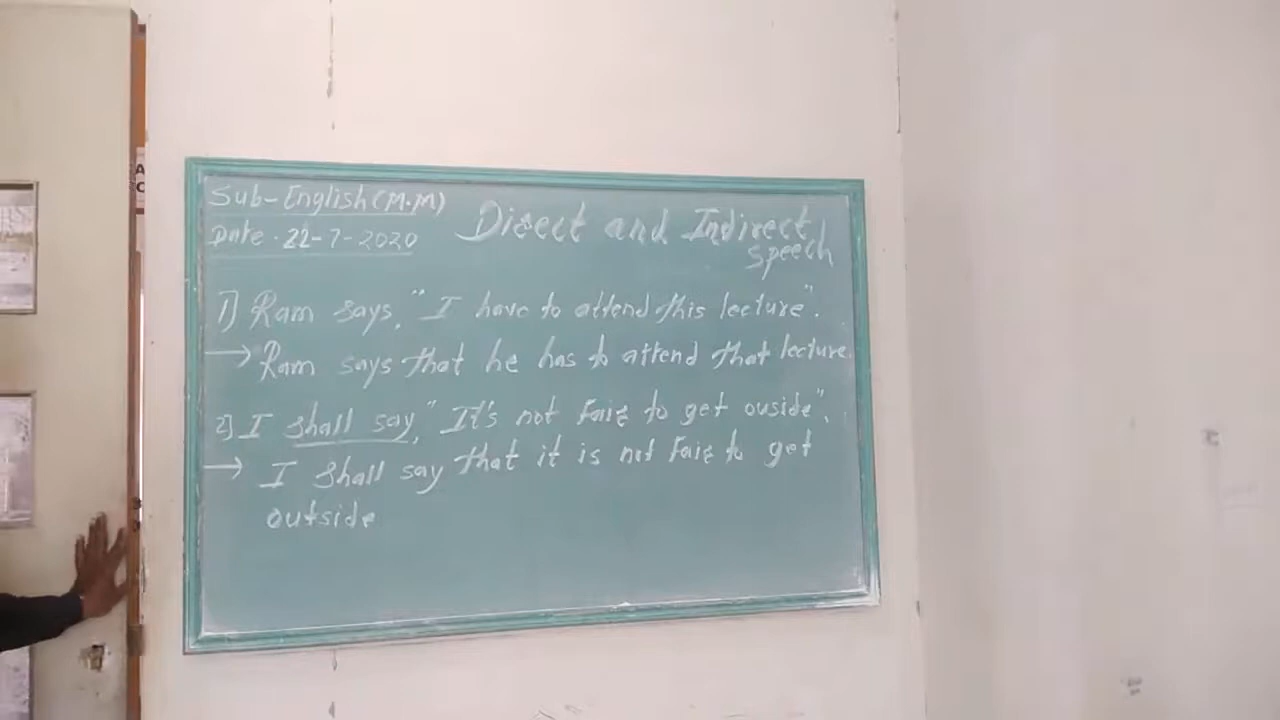 Sub-English(M.M)
Date.22-7-2020
Direct and Indirect
Speech
1) Ram says, "I have to attend this lecture".
→ Ram says that he has to attend that lecture.
2) I shall say, "It's not fair to get ouside".
→ I shall say that it is not fair to get
outside
A
C